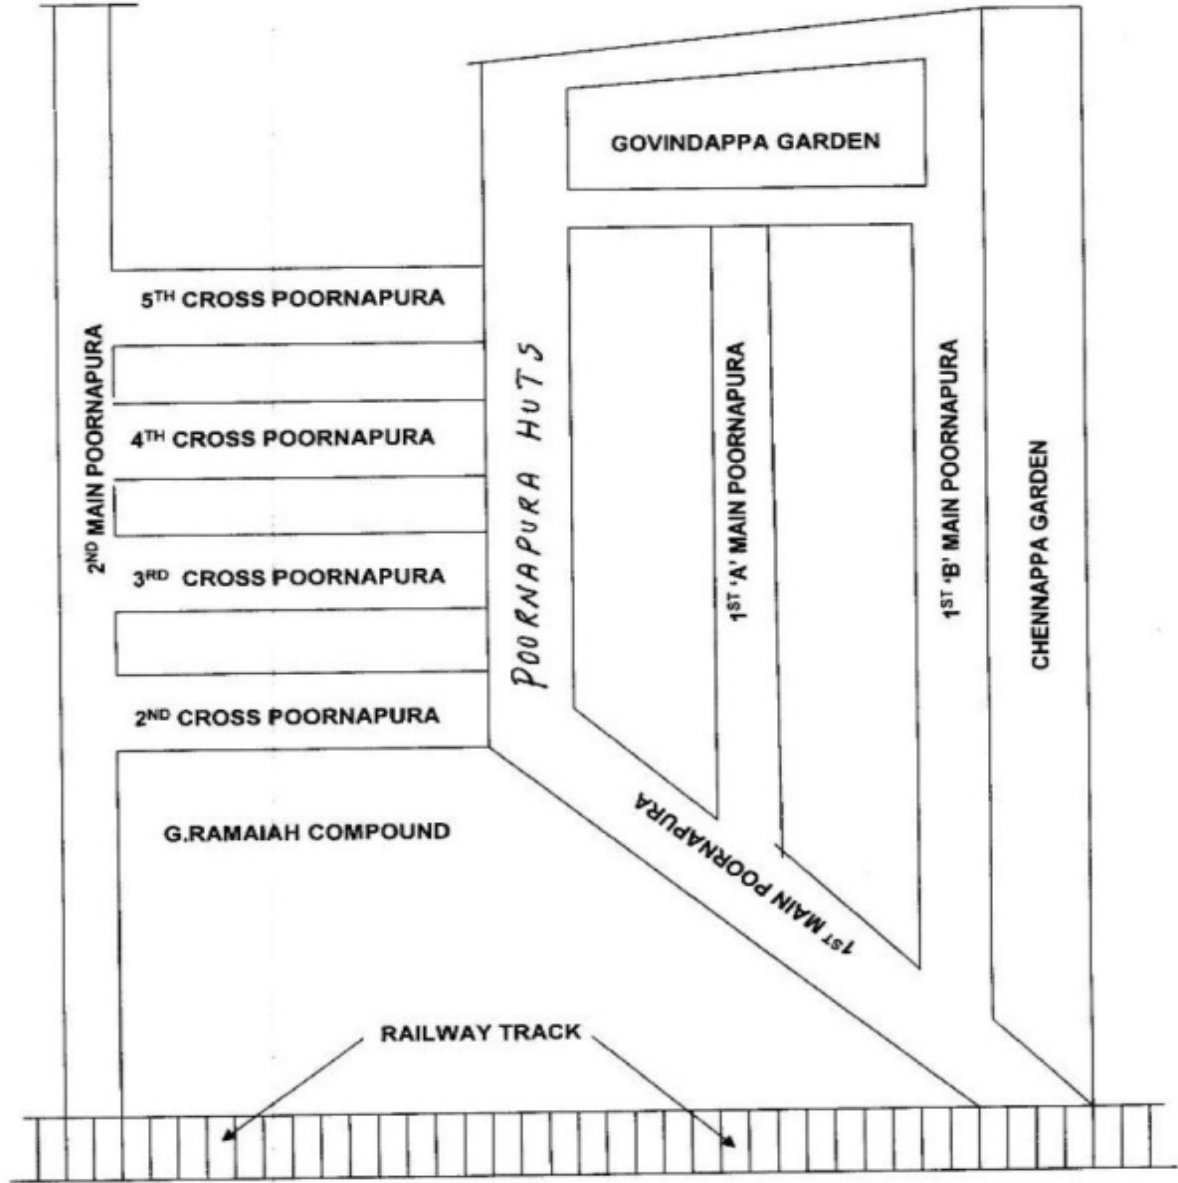 GOVINDAPPA GARDEN
5TH CROSS POORNAPURA
2ND MAIN POORNAPURA
4TH CROSS POORNAPURA
3RD CROSS POORNAPURA
2ND CROSS POORNAPURA
POORNAPURA HUTS
1ST 'A' MAIN POORNAPURA
1ST 'B' MAIN POORNAPURA
CHENNAPPA GARDEN
G.RAMAIAH COMPOUND
1ST MAIN POORNAPURA
RAILWAY TRACK